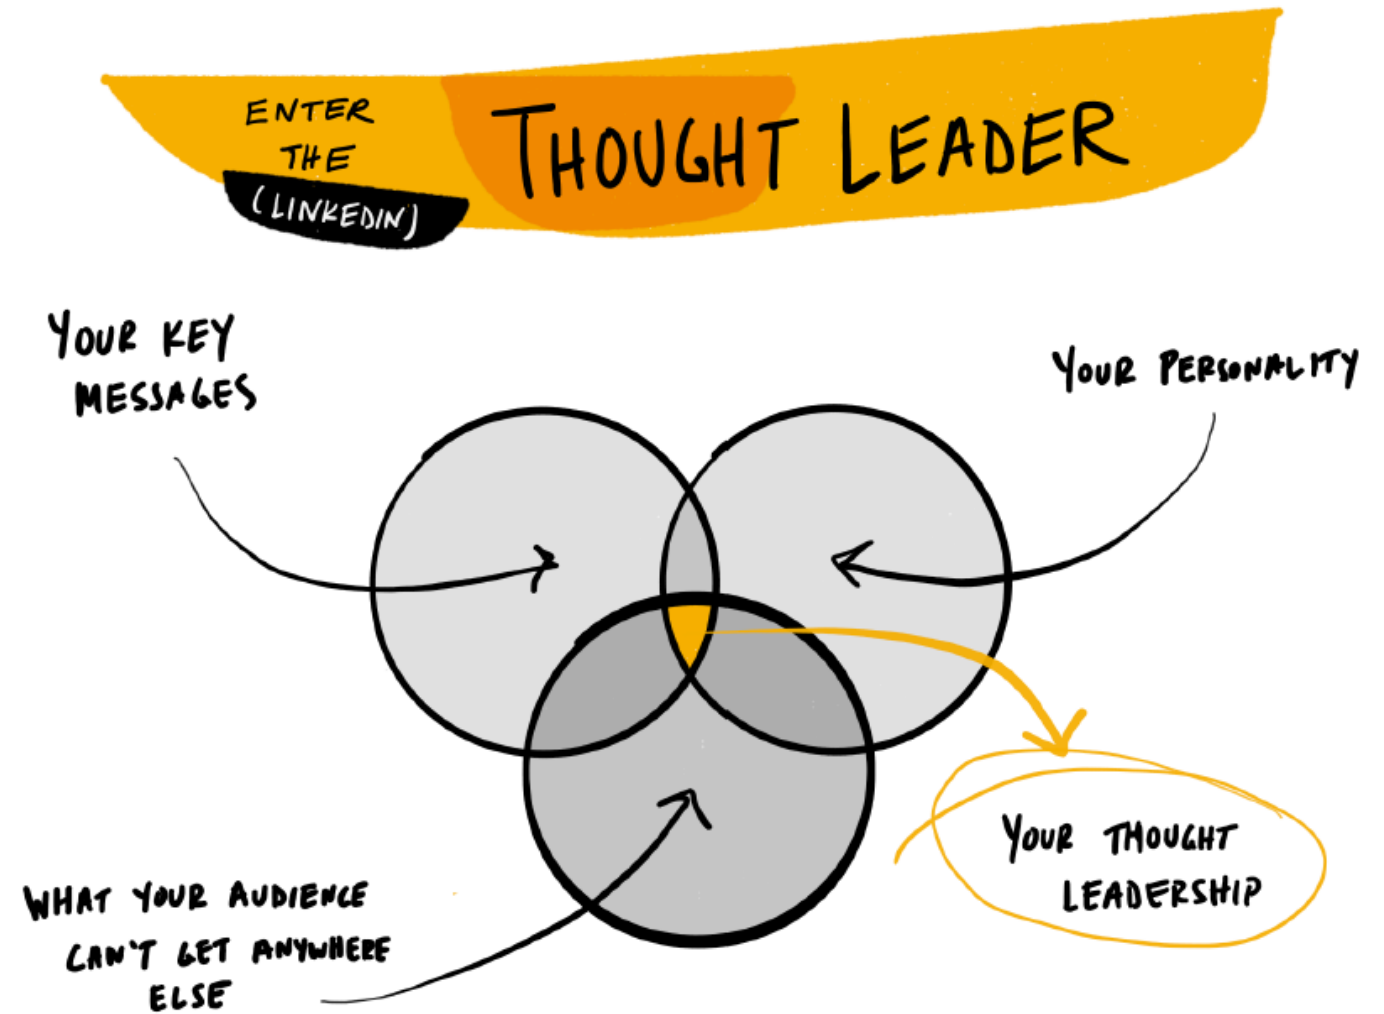 ENTER
THE
(LINKEDIN)
THOUGHT LEADER
YOUR KEY
MESSAGES
YOUR PERSONALITY
YOUR THOUGHT
LEADERSHIP
WHAT YOUR AUDIENCE
CAN'T GET ANYWHERE
ELSE